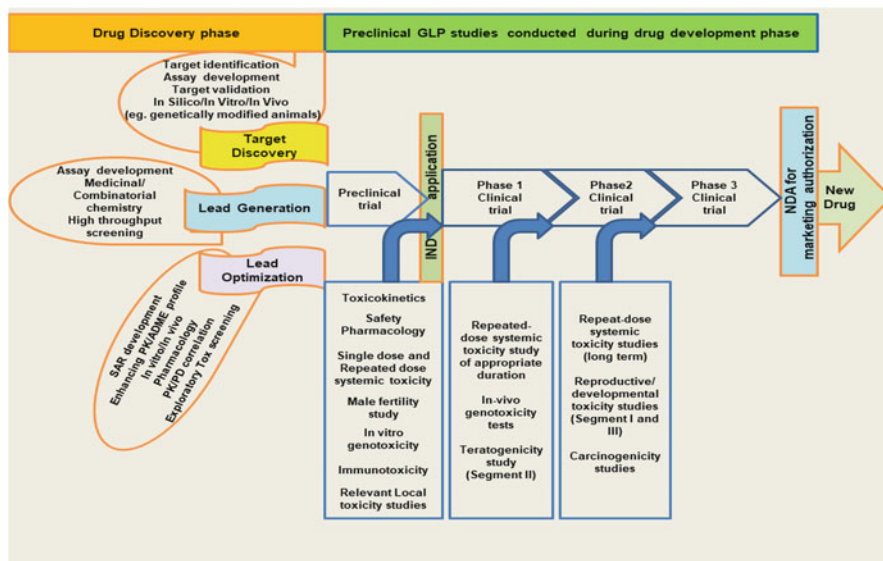 Drug Discovery phase
Preclinical GLP studies conducted during drug development phase
Target identification
Assay development
Target validation
In Silico/In Vitro/In Vivo
(eg. genetically modified animals)
Target
Discovery
Assay development
Medicinal/
Combinatorial
chemistry
High throughput
screening
Lead Generation
Lead
Optimization
SAR development
Enhancing PK/ADME profile
In vitro/In vivo
Pharmacology
PK/PD correlation
Exploratory Tox screening
Preclinical
trial
IND application
Phase 1
Clinical
trial
Phase2
Clinical
trial
Phase 3
Clinical
trial
NDA for
marketing authorization
New
Drug
Toxicokinetics
Safety
Pharmacology
Single dose and
Repeated dose
systemic toxicity
Male fertility
study
In vitro
genotoxicity
Immunotoxicity
Relevant Local
toxicity studies
Repeated-
dose systemic
toxicity study
of appropriate
duration
In-vivo
genotoxicity
tests
Teratogenicity
study
(Segment II)
Repeat-dose
systemic
toxicity studies
(long term)
Reproductive/
developmental
toxicity studies
(Segment I and
III)
Carcinogenicity
studies